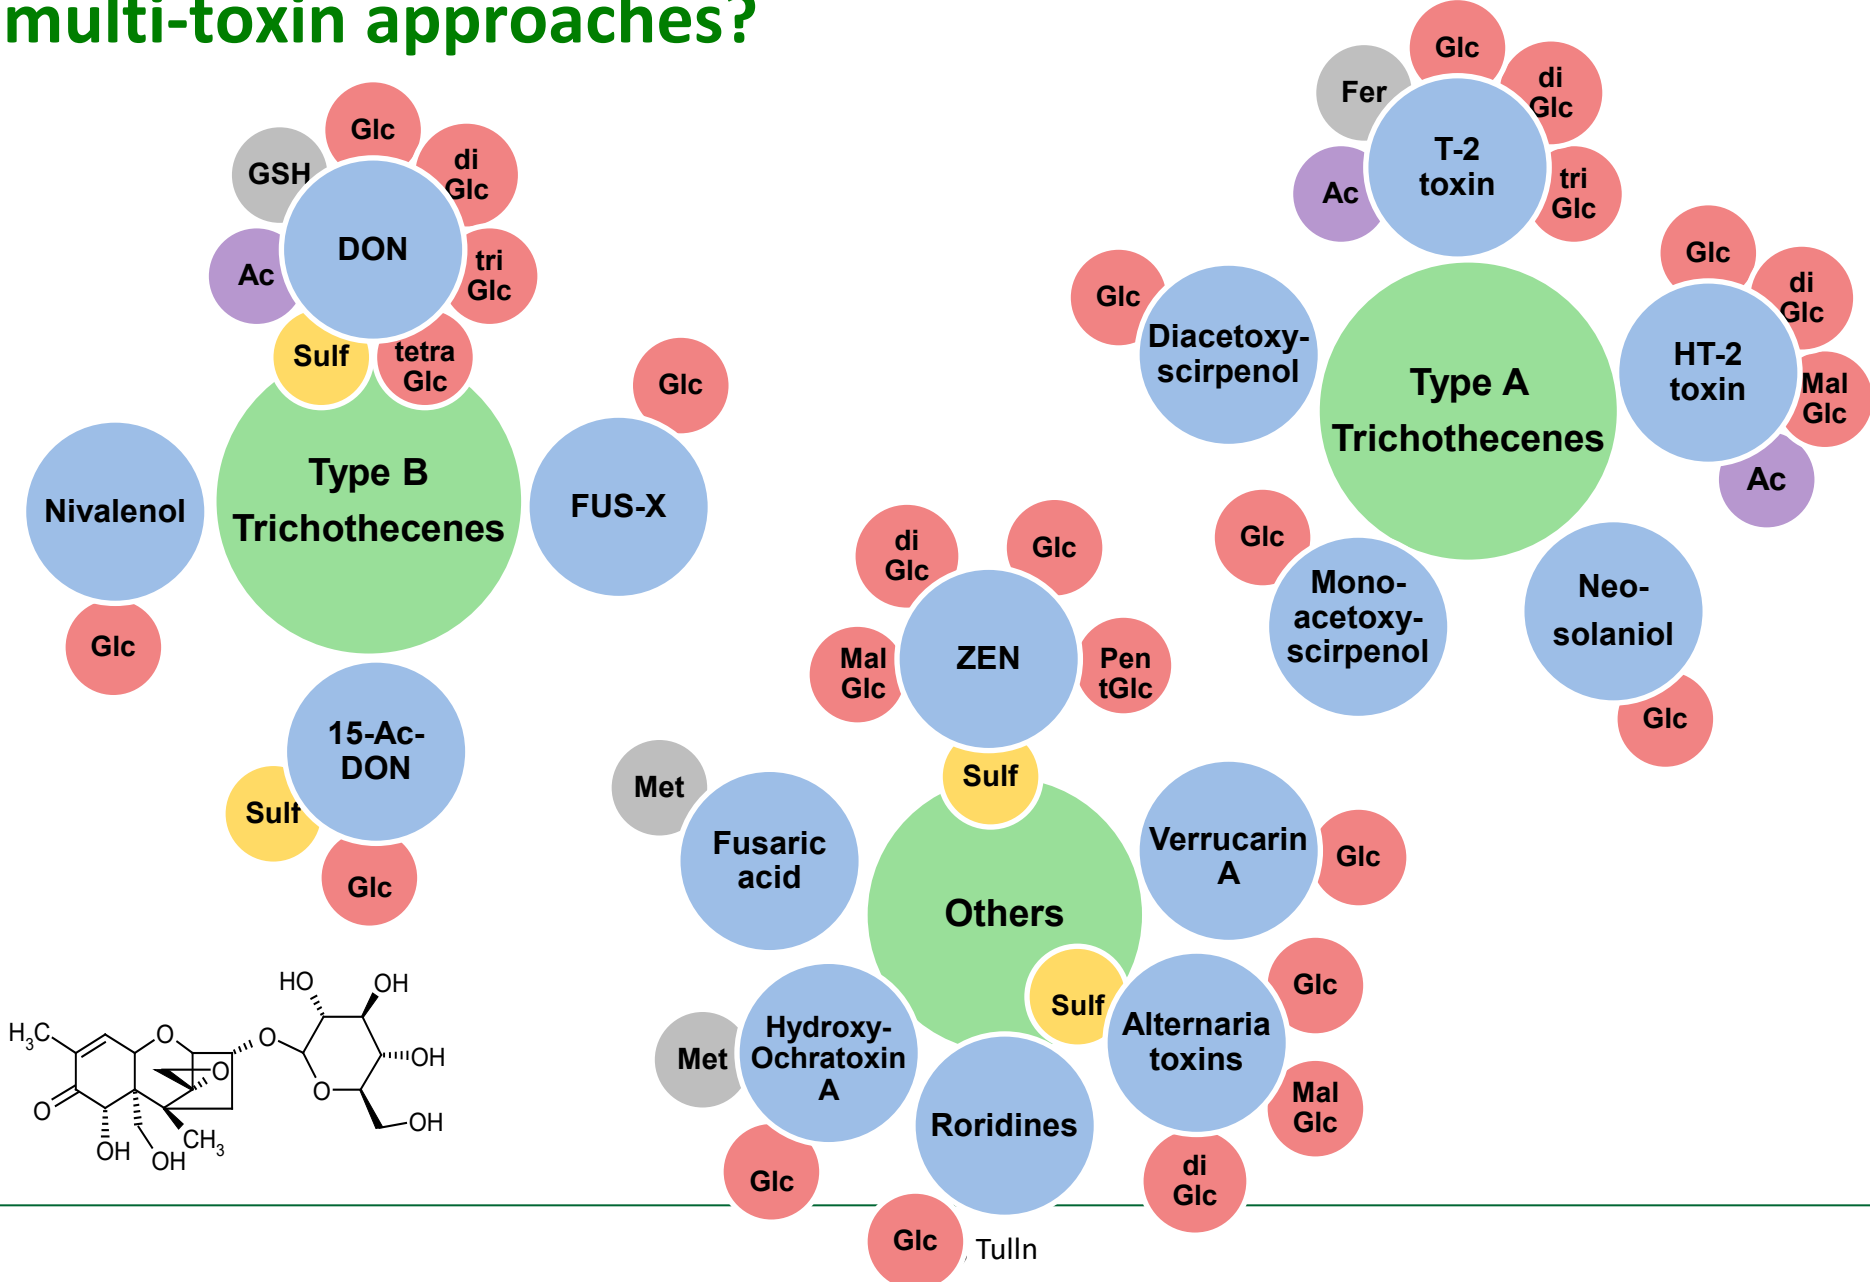 multi-toxin approaches?
Glc
GSH
di
Glc
DON
Ac
tri
Glc
Sulf
tetra
Glc
Type B
Trichothecenes
Nivalenol
Glc
FUS-X
Glc
15-Ac-
DON
Sulf
Glc
Glc
Fer
di
Glc
T-2
toxin
Ac
tri
Glc
Glc
Diacetoxy-
scirpenol
Type A
Trichothecenes
Glc
di
Glc
HT-2
toxin
Mal
Glc
Ac
Glc
Mono-
acetoxy-
scirpenol
Neo-
solaniol
Glc
di
Glc
Glc
Mal
Glc
ZEN
Pen
tGlc
Sulf
Met
Fusaric
acid
Others
Verrucarin
A
Glc
Sulf
Alternaria
toxins
Glc
Mal
Glc
di
Glc
Met
Hydroxy-
Ochratoxin
A
Glc
Roridines
Glc
HO
OH
H3C
O
O
OH
O
O
O
OH
OH
OH
CH3
Tulln